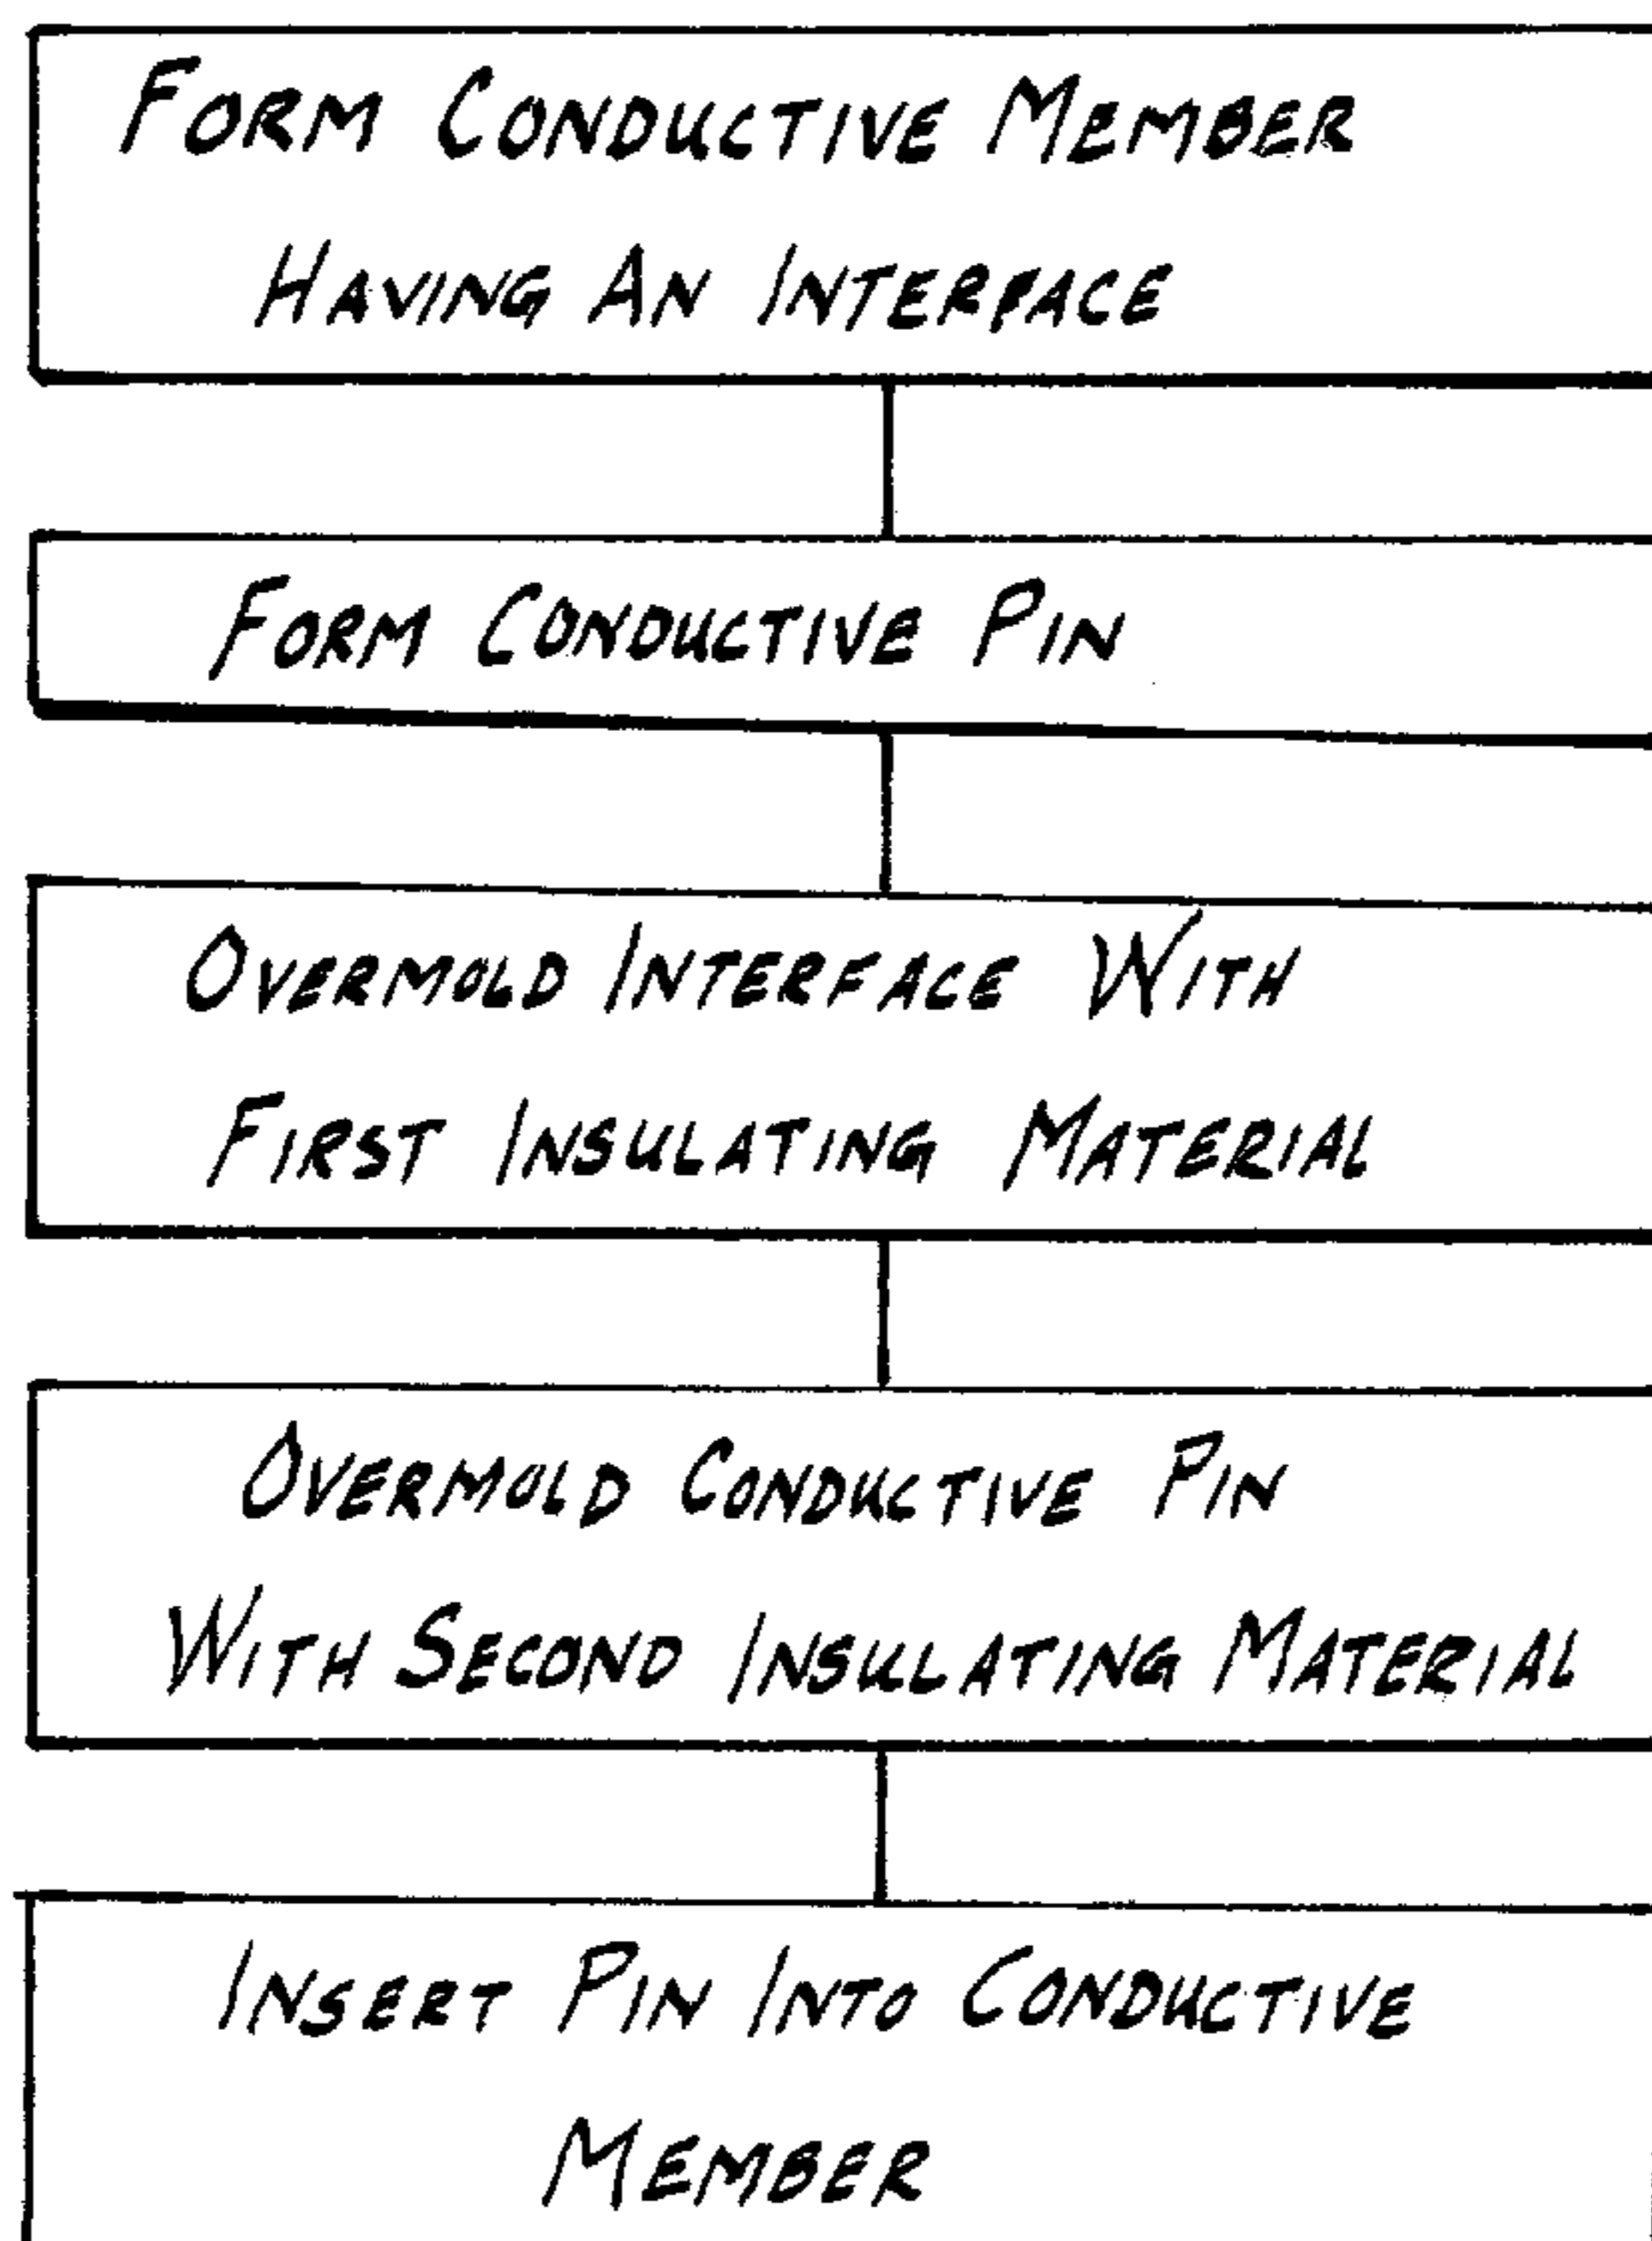 FORM CONDUCTIVE MEMBER
HAVING AN INTERFACE
FORM CONDUCTIVE PIN
OVERMOLD INTERFACE WITH
FIRST INSULATING MATERIAL
OVERMOLD CONDUCTIVE PIN
WITH SECOND INSULATING MATERIAL
INSERT PIN INTO CONDUCTIVE
MEMBER